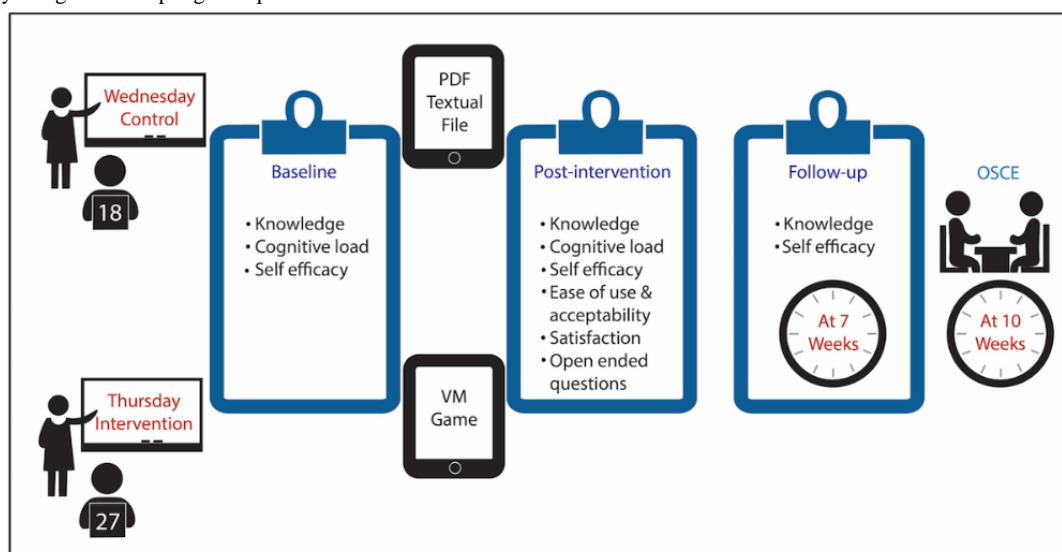 Wednesday
Control
18
Baseline
• Knowledge
• Cognitive load
• Self efficacy
PDF
Textual
File
Post-intervention
• Knowledge
• Cognitive load
• Self efficacy
• Ease of use &
acceptability
• Satisfaction
• Open ended
questions
Follow-up
• Knowledge
• Self efficacy
At 7
Weeks
OSCE
At 10
Weeks
Thursday
Intervention
27
VM
Game